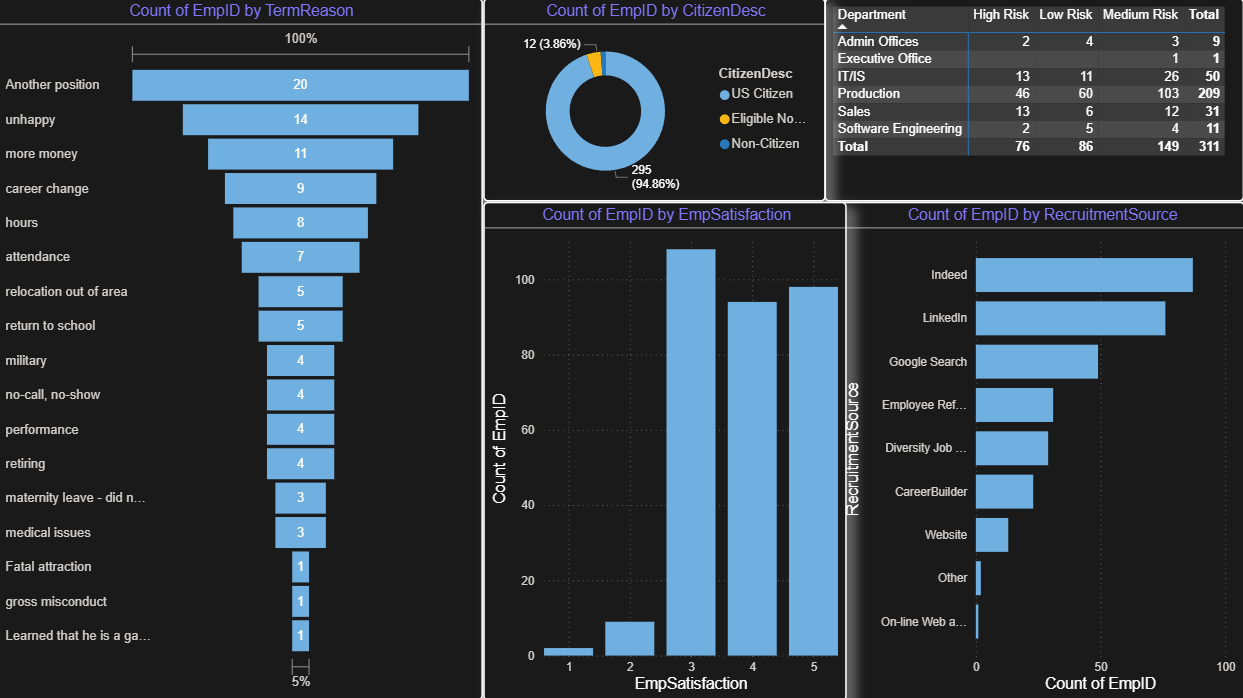 Count of EmpID by TermReason
100%
Another position 20
unhappy 14
more money 11
career change 9
hours 8
attendance 7
relocation out of area 5
return to school 5
military 4
no-call, no-show 4
performance 4
retiring 4
maternity leave - did n... 3
medical issues 3
Fatal attraction 1
gross misconduct 1
Learned that he is a ga... 1
5%
Count of EmpID by CitizenDesc
12 (3.86%)
295
(94.86%)
CitizenDesc
US Citizen
Eligible No...
Non-Citizen
Department High Risk Low Risk Medium Risk Total
Admin Offices 2 4 3 9
Executive Office 1 1
IT/IS 13 11 26 50
Production 46 60 103 209
Sales 13 6 12 31
Software Engineering 2 5 4 11
Total 76 86 149 311
Count of EmpID by EmpSatisfaction
Count of EmpID
100
80
60
40
20
0
1 2 3 4 5
EmpSatisfaction
Count of EmpID by RecruitmentSource
RecruitmentSource
Indeed
LinkedIn
Google Search
Employee Ref...
Diversity Job ...
CareerBuilder
Website
Other
On-line Web a...
0 50 100
Count of EmpID